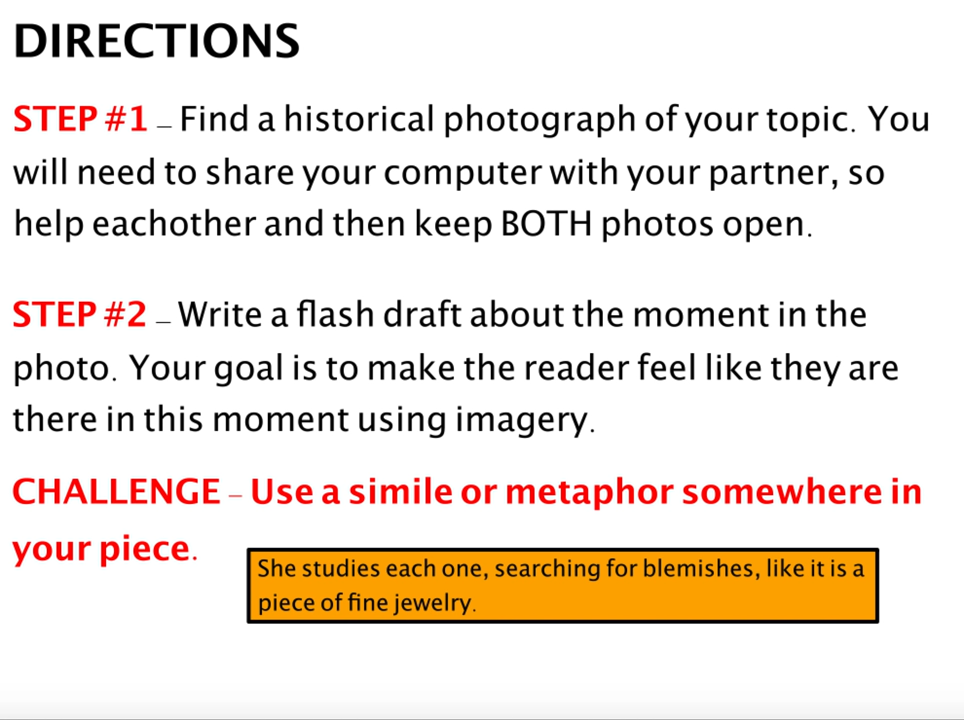 DIRECTIONS
STEP #1 – Find a historical photograph of your topic. You
will need to share your computer with your partner, so
help eachother and then keep BOTH photos open.
STEP #2 – Write a flash draft about the moment in the
photo. Your goal is to make the reader feel like they are
there in this moment using imagery.
CHALLENGE – Use a simile or metaphor somewhere in
your piece.
She studies each one, searching for blemishes, like it is a
piece of fine jewelry.